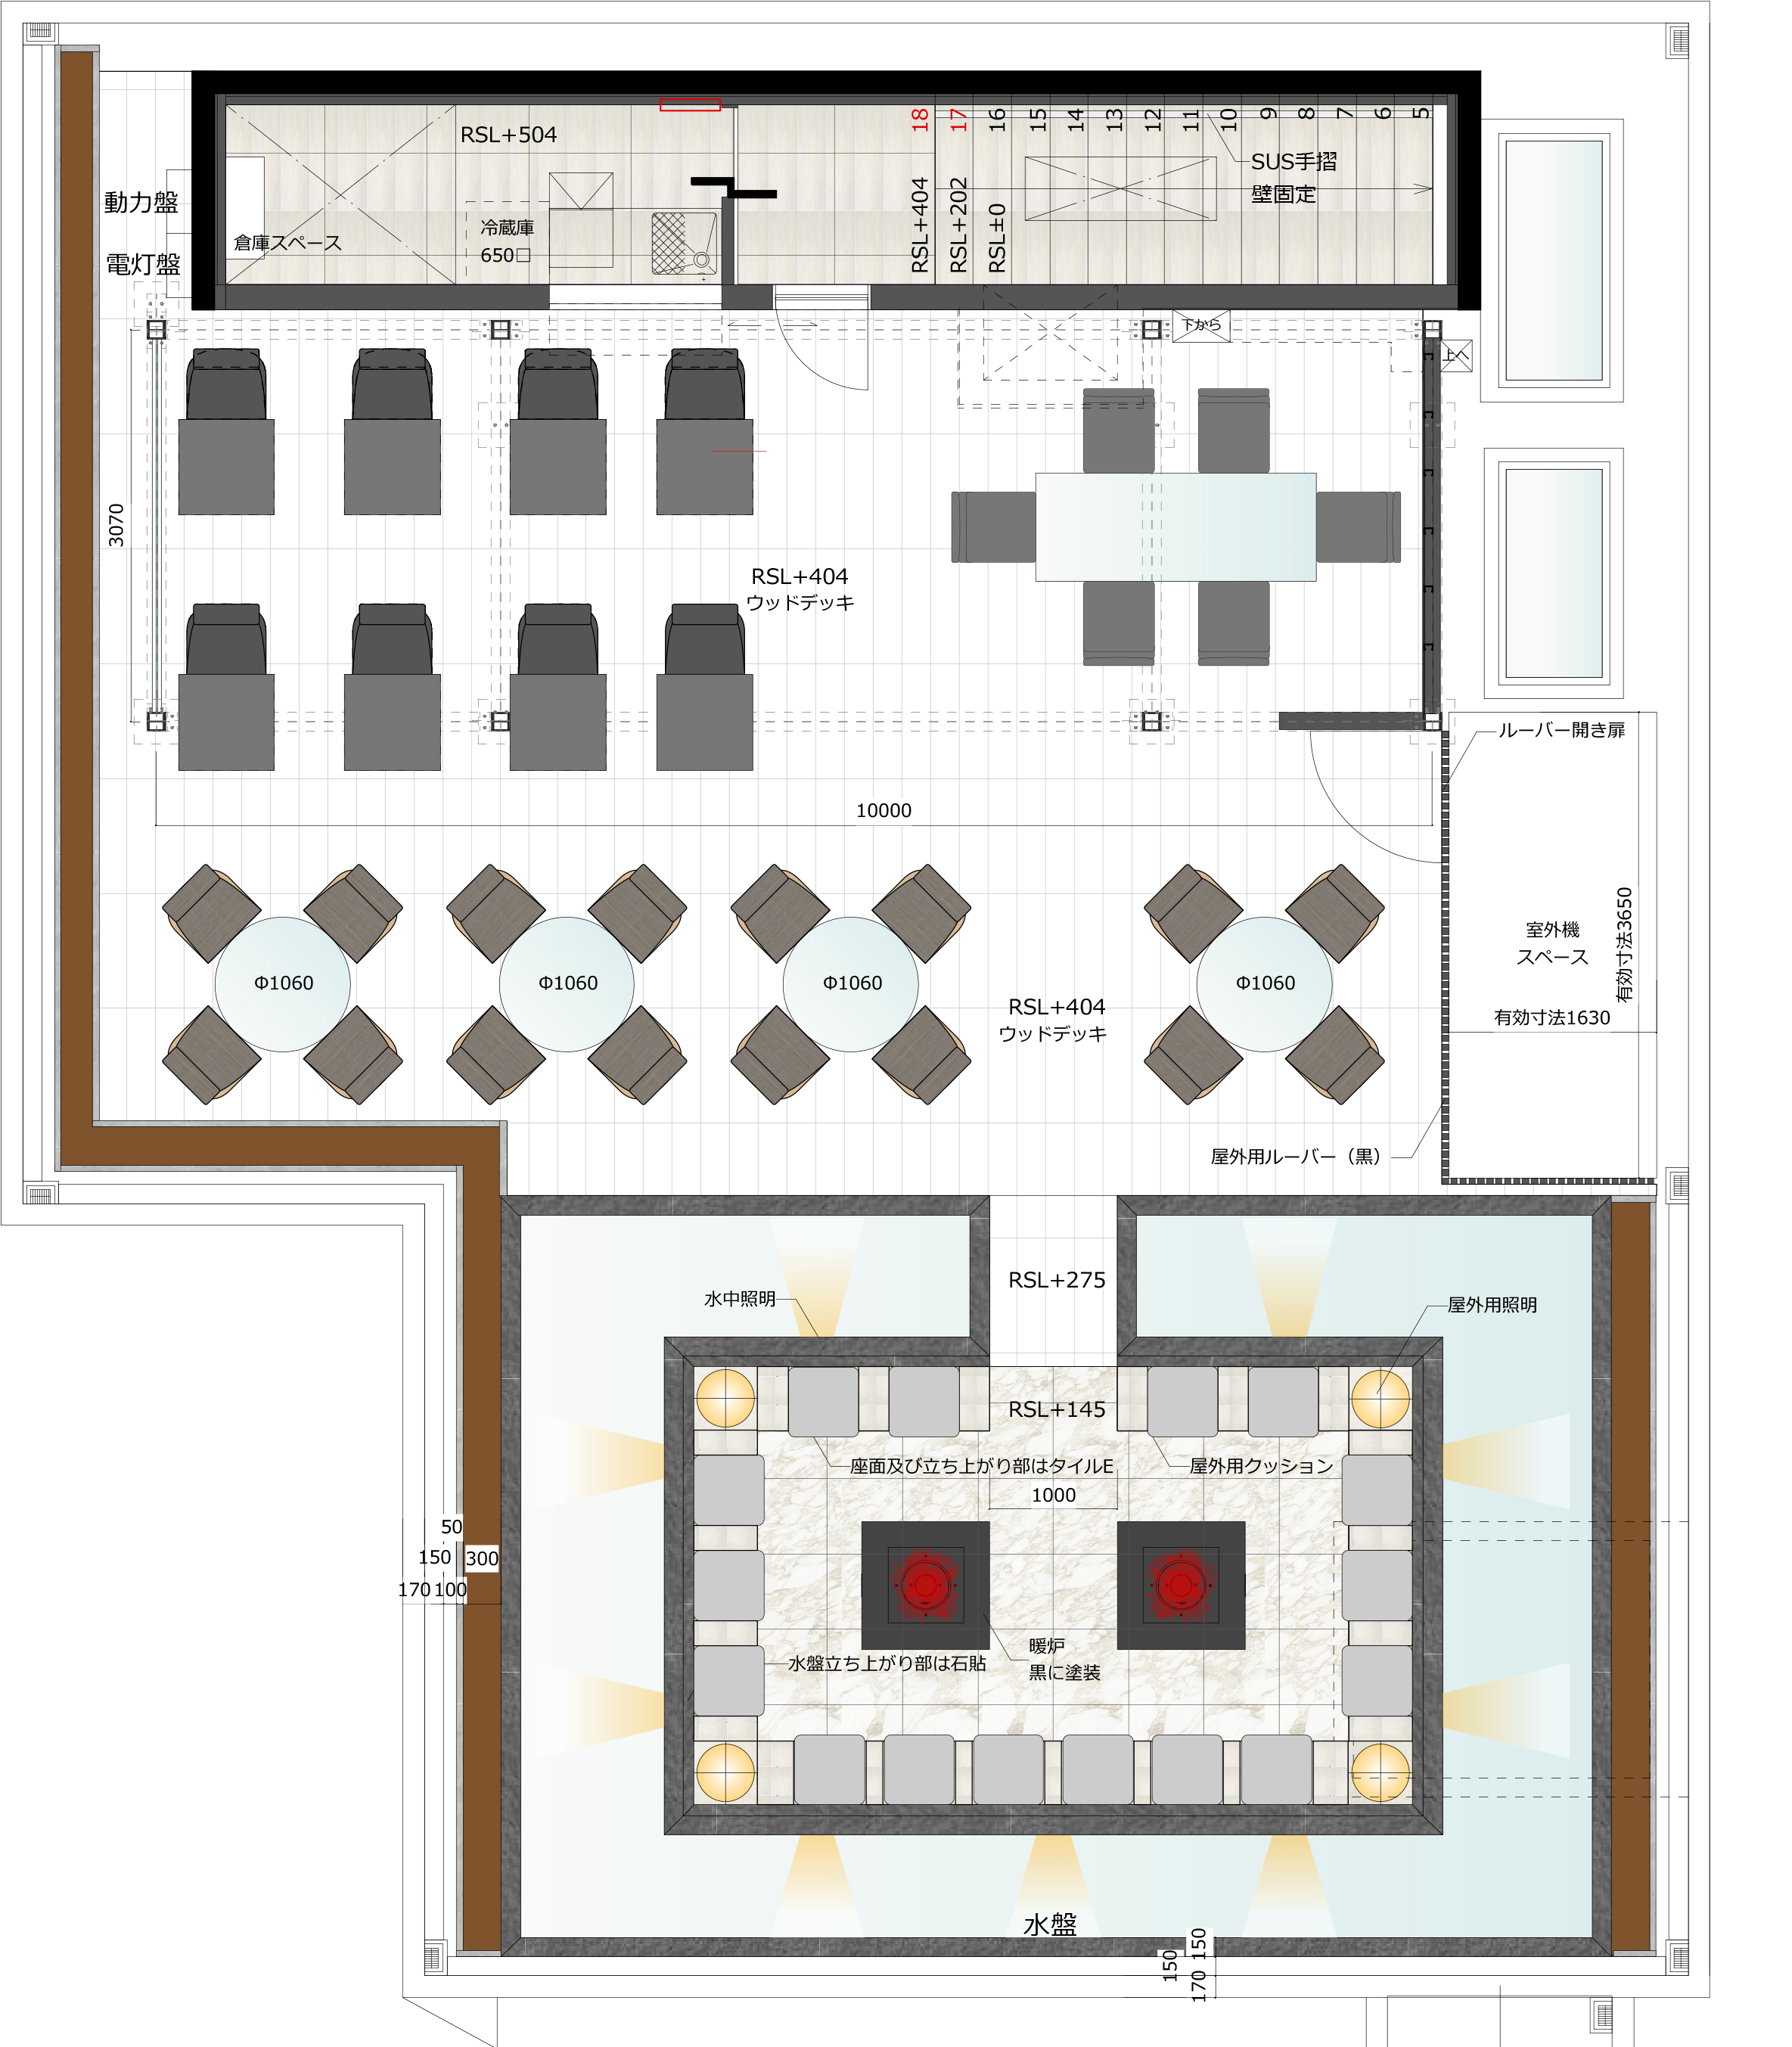 RSL+504
18
17
16
15
14
13
12
11
10
9
8
7
6
5
SUS手摺
壁固定
動力盤
電灯盤
倉庫スペース
冷蔵庫
650□
RSL+404
RSL+202
RSL±0
下から
上へ
3070
RSL+404
ウッドデッキ
ルーバー開き扉
10000
Φ1060
Φ1060
Φ1060
Φ1060
RSL+404
ウッドデッキ
室外機
スペース
有効寸法3650
有効寸法1630
屋外用ルーバー（黒）
RSL+275
水中照明
屋外用照明
RSL+145
座面及び立ち上がり部はタイルE
屋外用クッション
1000
50
150
300
170
100
暖炉
黒に塗装
水盤立ち上がり部は石貼
水盤
150
150
170